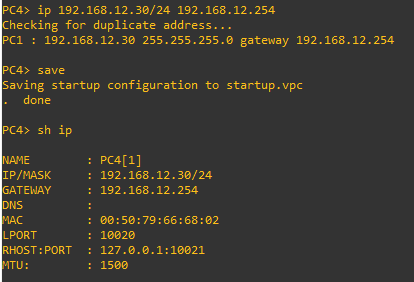 PC4> ip 192.168.12.30/24 192.168.12.254
Checking for duplicate address...
PC1 : 192.168.12.30 255.255.255.0 gateway 192.168.12.254
PC4> save
Saving startup configuration to startup.vpc
.  done
PC4> sh ip
NAME        : PC4[1]
IP/MASK     : 192.168.12.30/24
GATEWAY     : 192.168.12.254
DNS         :
MAC         : 00:50:79:66:68:02
LPORT       : 10020
RHOST:PORT  : 127.0.0.1:10021
MTU:        : 1500